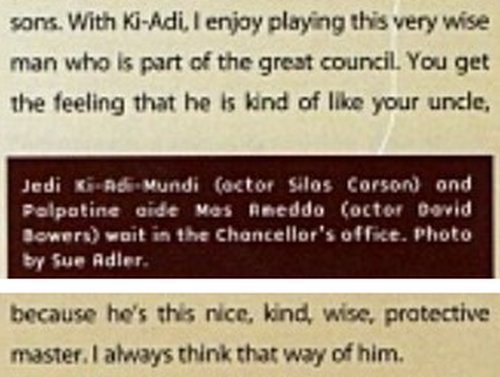 sons. With Ki-Adi, I enjoy playing this very wise
man who is part of the great council. You get
the feeling that he is kind of like your uncle,
Jedi Ki-Adi-Mundi (actor Silas Carson) and
Palpatine aide Mas Amedda (actor David
Bowers) wait in the Chancellor's office. Photo
by Sue Adler.
because he's this nice, kind, wise, protective
master. I always think that way of him.